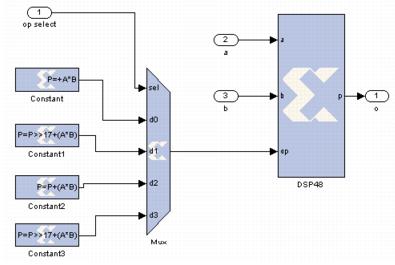 1
op select
P=+A*B
Constant
P=P>>17+(A*B)
Constant1
P=P+(A*B)
Constant2
P=P>>17+(A*B)
Constant3
sel
d0
d1
d2
d3
Mux
2
a
3
b
a
b
op
p
DSP48
1
o